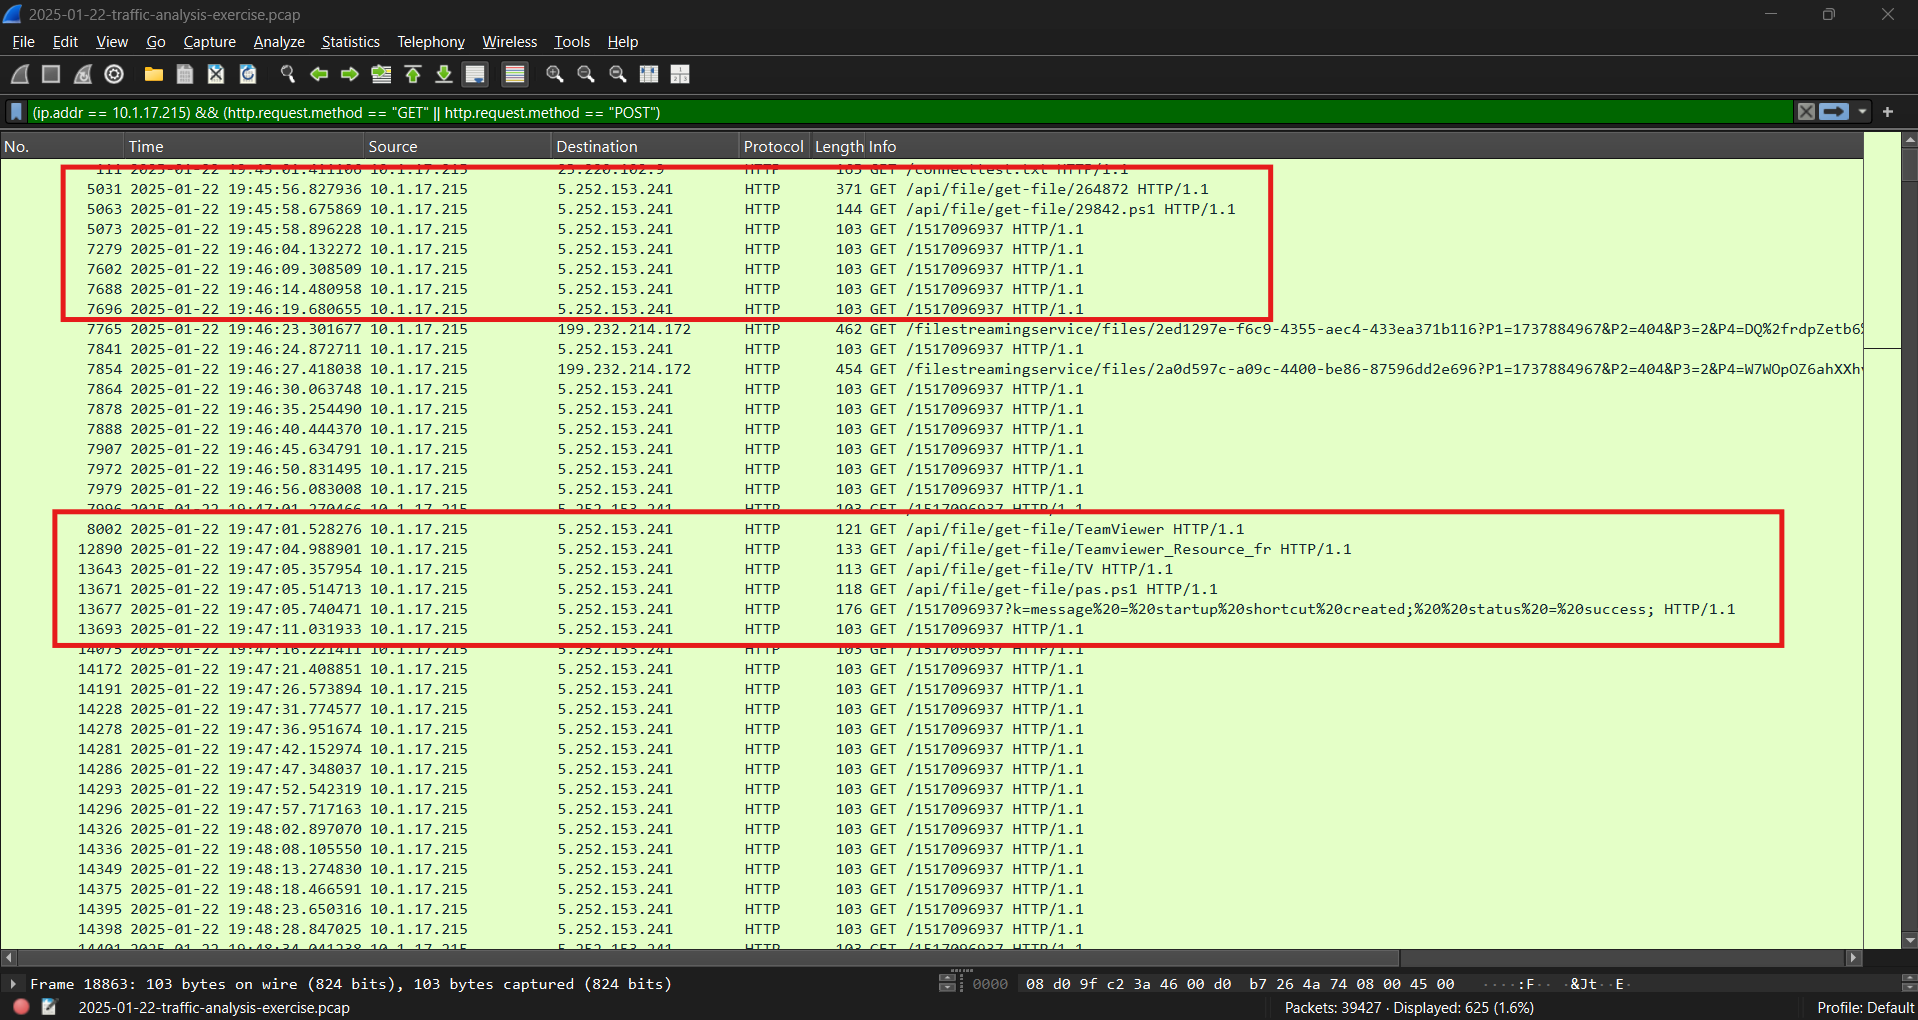 2025-01-22-traffic-analysis-exercise.pcap
File Edit View Go Capture Analyze Statistics Telephony Wireless Tools Help
(ip.addr == 10.1.17.215) && (http.request.method == "GET" || http.request.method == "POST")
No. Time Source Destination Protocol Length Info
111 2025-01-22 19:45:01.411106 10.1.17.215 23.220.102.9 HTTP 165 GET /connecttest.txt HTTP/1.1
5031 2025-01-22 19:45:56.827936 10.1.17.215 5.252.153.241 HTTP 371 GET /api/file/get-file/264872 HTTP/1.1
5063 2025-01-22 19:45:58.675869 10.1.17.215 5.252.153.241 HTTP 144 GET /api/file/get-file/29842.ps1 HTTP/1.1
5073 2025-01-22 19:45:58.896228 10.1.17.215 5.252.153.241 HTTP 103 GET /1517096937 HTTP/1.1
7279 2025-01-22 19:46:04.132272 10.1.17.215 5.252.153.241 HTTP 103 GET /1517096937 HTTP/1.1
7602 2025-01-22 19:46:09.308509 10.1.17.215 5.252.153.241 HTTP 103 GET /1517096937 HTTP/1.1
7688 2025-01-22 19:46:14.480958 10.1.17.215 5.252.153.241 HTTP 103 GET /1517096937 HTTP/1.1
7696 2025-01-22 19:46:19.680655 10.1.17.215 5.252.153.241 HTTP 103 GET /1517096937 HTTP/1.1
7765 2025-01-22 19:46:23.301677 10.1.17.215 199.232.214.172 HTTP 462 GET /filestreamingservice/files/2ed1297e-f6c9-4355-aec4-433ea371b116?P1=1737884967&P2=404&P3=2&P4=DQ%2frdpZetb6%
7841 2025-01-22 19:46:24.872711 10.1.17.215 5.252.153.241 HTTP 103 GET /1517096937 HTTP/1.1
7854 2025-01-22 19:46:27.418038 10.1.17.215 199.232.214.172 HTTP 454 GET /filestreamingservice/files/2a0d597c-a09c-4400-be86-87596dd2e696?P1=1737884967&P2=404&P3=2&P4=W7WOpOZ6ahXXh
7864 2025-01-22 19:46:30.063748 10.1.17.215 5.252.153.241 HTTP 103 GET /1517096937 HTTP/1.1
7878 2025-01-22 19:46:35.254490 10.1.17.215 5.252.153.241 HTTP 103 GET /1517096937 HTTP/1.1
7888 2025-01-22 19:46:40.444370 10.1.17.215 5.252.153.241 HTTP 103 GET /1517096937 HTTP/1.1
7907 2025-01-22 19:46:45.634791 10.1.17.215 5.252.153.241 HTTP 103 GET /1517096937 HTTP/1.1
7972 2025-01-22 19:46:50.831495 10.1.17.215 5.252.153.241 HTTP 103 GET /1517096937 HTTP/1.1
7979 2025-01-22 19:46:56.083008 10.1.17.215 5.252.153.241 HTTP 103 GET /1517096937 HTTP/1.1
7996 2025-01-22 19:47:01.270466 10.1.17.215 5.252.153.241 HTTP 103 GET /1517096937 HTTP/1.1
8002 2025-01-22 19:47:01.528276 10.1.17.215 5.252.153.241 HTTP 121 GET /api/file/get-file/TeamViewer HTTP/1.1
12890 2025-01-22 19:47:04.988901 10.1.17.215 5.252.153.241 HTTP 133 GET /api/file/get-file/Teamviewer_Resource_fr HTTP/1.1
13643 2025-01-22 19:47:05.357954 10.1.17.215 5.252.153.241 HTTP 113 GET /api/file/get-file/TV HTTP/1.1
13671 2025-01-22 19:47:05.514713 10.1.17.215 5.252.153.241 HTTP 118 GET /api/file/get-file/pas.ps1 HTTP/1.1
13677 2025-01-22 19:47:05.740471 10.1.17.215 5.252.153.241 HTTP 176 GET /1517096937?k=message%20=%20startup%20shortcut%20created;%20%20status%20=%20success; HTTP/1.1
13693 2025-01-22 19:47:11.031933 10.1.17.215 5.252.153.241 HTTP 103 GET /1517096937 HTTP/1.1
14075 2025-01-22 19:47:16.221411 10.1.17.215 5.252.153.241 HTTP 103 GET /1517096937 HTTP/1.1
14172 2025-01-22 19:47:21.408851 10.1.17.215 5.252.153.241 HTTP 103 GET /1517096937 HTTP/1.1
14191 2025-01-22 19:47:26.573894 10.1.17.215 5.252.153.241 HTTP 103 GET /1517096937 HTTP/1.1
14228 2025-01-22 19:47:31.774577 10.1.17.215 5.252.153.241 HTTP 103 GET /1517096937 HTTP/1.1
14278 2025-01-22 19:47:36.951674 10.1.17.215 5.252.153.241 HTTP 103 GET /1517096937 HTTP/1.1
14281 2025-01-22 19:47:42.152974 10.1.17.215 5.252.153.241 HTTP 103 GET /1517096937 HTTP/1.1
14286 2025-01-22 19:47:47.348037 10.1.17.215 5.252.153.241 HTTP 103 GET /1517096937 HTTP/1.1
14293 2025-01-22 19:47:52.542319 10.1.17.215 5.252.153.241 HTTP 103 GET /1517096937 HTTP/1.1
14296 2025-01-22 19:47:57.717163 10.1.17.215 5.252.153.241 HTTP 103 GET /1517096937 HTTP/1.1
14326 2025-01-22 19:48:02.897070 10.1.17.215 5.252.153.241 HTTP 103 GET /1517096937 HTTP/1.1
14336 2025-01-22 19:48:08.105550 10.1.17.215 5.252.153.241 HTTP 103 GET /1517096937 HTTP/1.1
14349 2025-01-22 19:48:13.274830 10.1.17.215 5.252.153.241 HTTP 103 GET /1517096937 HTTP/1.1
14375 2025-01-22 19:48:18.466591 10.1.17.215 5.252.153.241 HTTP 103 GET /1517096937 HTTP/1.1
14395 2025-01-22 19:48:23.650316 10.1.17.215 5.252.153.241 HTTP 103 GET /1517096937 HTTP/1.1
14398 2025-01-22 19:48:28.847025 10.1.17.215 5.252.153.241 HTTP 103 GET /1517096937 HTTP/1.1
14401 2025-01-22 19:48:34.041238 10.1.17.215 5.252.153.241 HTTP 103 GET /1517096937 HTTP/1.1
Frame 18863: 103 bytes on wire (824 bits), 103 bytes captured (824 bits)
0000 08 d0 9f c2 3a 46 00 d0 b7 26 4a 74 08 00 45 00 ····:F·· ·&Jt··E·
2025-01-22-traffic-analysis-exercise.pcap
Packets: 39427 · Displayed: 625 (1.6%)
Profile: Default